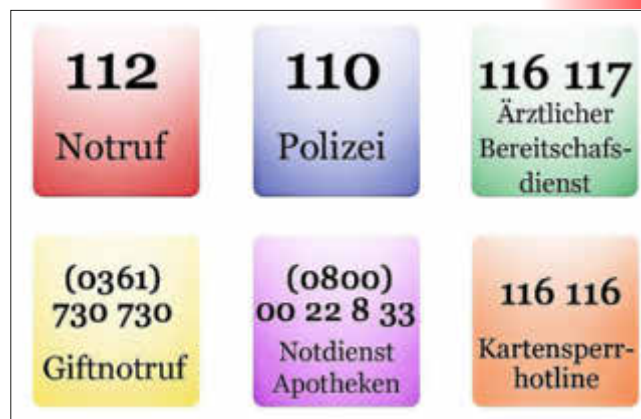 112
Notruf
110
Polizei
116 117
Ärztlicher
Bereitschafs-
dienst
(0361)
730 730
Giftnotruf
(0800)
00 22 8 33
Notdienst
Apotheken
116 116
Kartensperr-
hotline